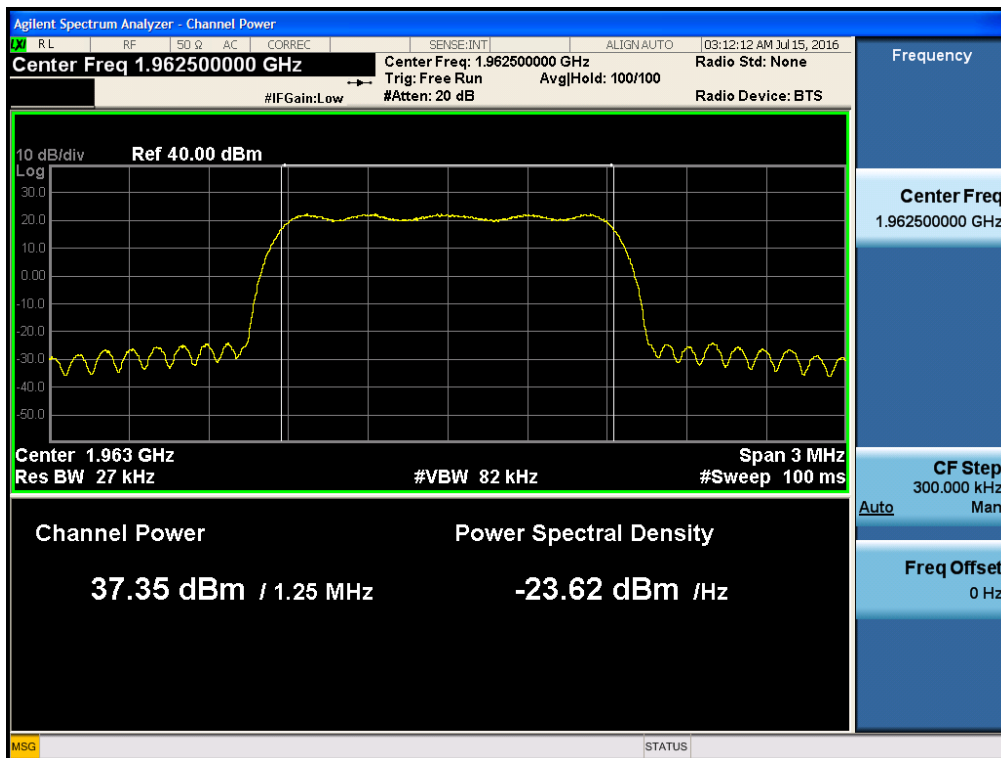 Agilent Spectrum Analyzer - Channel Power
LXI RL RF 50 Ω AC CORREC SENSE:INT ALIGN AUTO 03:12:12 AM Jul 15, 2016
Center Freq 1.962500000 GHz Center Freq: 1.962500000 GHz Radio Std: None
Trig: Free Run Avg|Hold: 100/100
#IFGain:Low #Atten: 20 dB Radio Device: BTS
10 dB/div Ref 40.00 dBm
Log
30.0
20.0
10.0
0.00
-10.0
-20.0
-30.0
-40.0
-50.0
Center 1.963 GHz Span 3 MHz
Res BW 27 kHz #VBW 82 kHz #Sweep 100 ms
Channel Power Power Spectral Density
37.35 dBm / 1.25 MHz -23.62 dBm /Hz
Frequency
Center Freq
1.962500000 GHz
CF Step
300.000 kHz
Auto Man
Freq Offset
0 Hz
MSG STATUS